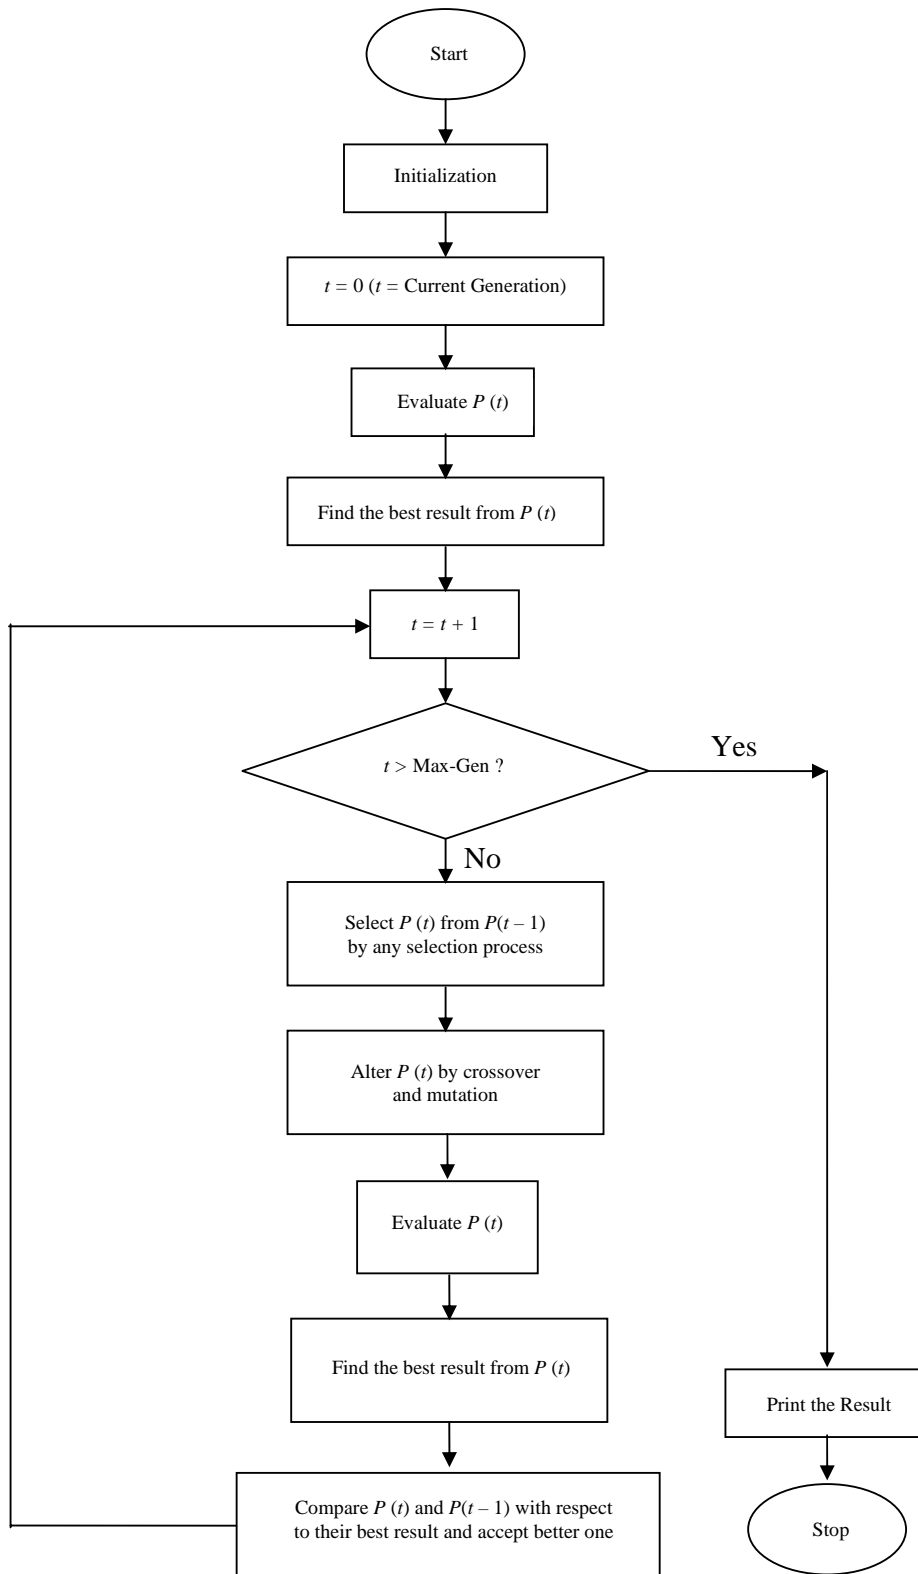 Start
Initialization
t = 0 (t = Current Generation)
Evaluate P (t)
Find the best result from P (t)
t = t + 1
t > Max-Gen ?
Yes
No
Select P (t) from P(t – 1)
by any selection process
Alter P (t) by crossover
and mutation
Evaluate P (t)
Find the best result from P (t)
Print the Result
Compare P (t) and P(t – 1) with respect
to their best result and accept better one
Stop